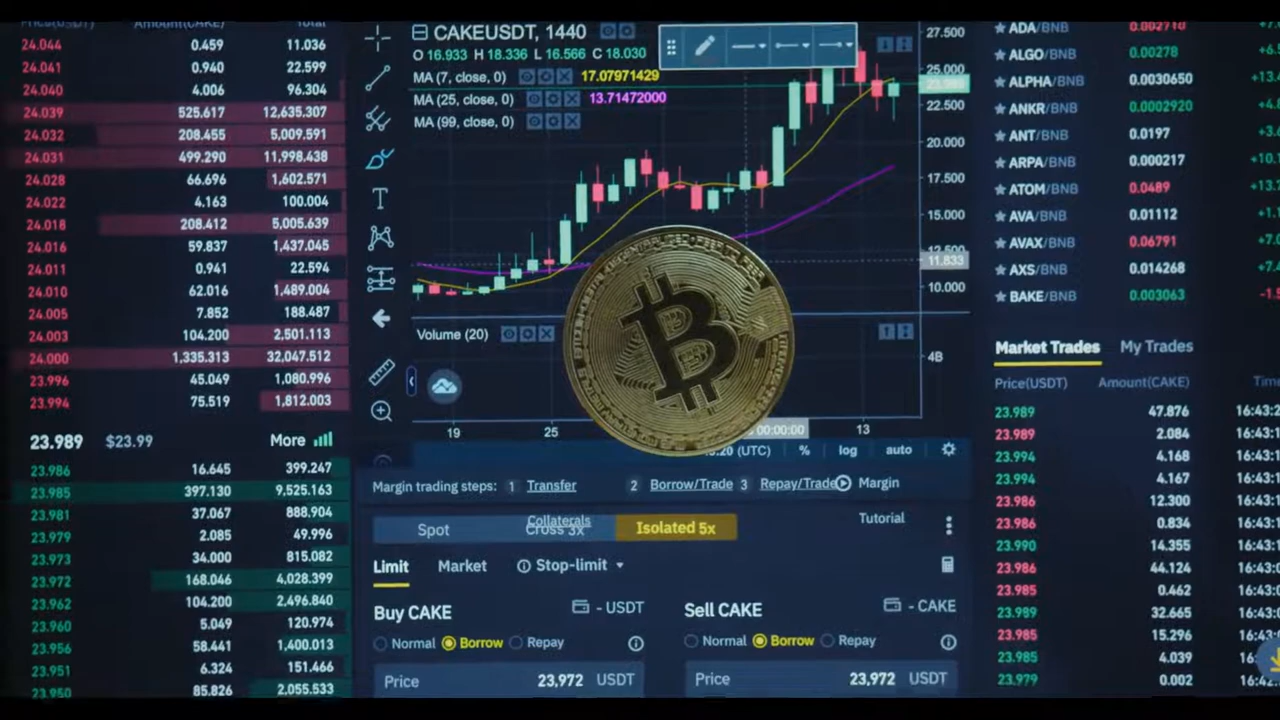 Price(USDT) Amount(CAKE) Total
24.044 0.459 11.036
24.041 0.940 22.599
24.040 4.006 96.304
24.039 525.617 12,635.307
24.032 208.455 5,009.591
24.031 499.290 11,998.438
24.028 66.696 1,602.571
24.022 4.163 100.004
24.018 208.412 5,005.639
24.016 59.837 1,437.045
24.011 0.941 22.594
24.010 62.016 1,489.004
24.005 7.852 188.487
24.003 104.200 2,501.113
24.000 1,335.313 32,047.512
23.996 45.049 1,080.996
23.994 75.519 1,812.003
23.989 $23.99 More
23.986 16.645 399.247
23.985 397.130 9,525.163
23.981 37.067 888.904
23.979 2.085 49.996
23.973 34.000 815.082
23.972 168.046 4,028.399
23.962 104.200 2,496.840
23.960 5.049 120.974
23.956 58.441 1,400.013
23.951 6.324 151.466
23.950 85.826 2,055.533
CAKEUSDT, 1440
O 16.933 H 18.336 L 16.566 C 18.030
MA (7, close, 0) 17.07971429
MA (25, close, 0) 13.71472000
MA (99, close, 0)
27.500
25.000
22.500
20.000
17.500
15.000
12.500
11.833
10.000
Volume (20)
4B
19 25 00:00:00 13
(UTC) % log auto
Margin trading steps: 1 Transfer 2 Borrow/Trade 3 Repay/Trade Margin
Collaterals Tutorial
Spot Cross 3x Isolated 5x
Limit Market Stop-limit
Buy CAKE - USDT
Normal Borrow Repay
Price 23,972 USDT
Sell CAKE - CAKE
Normal Borrow Repay
Price 23,972 USDT
ADA/BNB 0.002710
ALGO/BNB 0.00278
ALPHA/BNB 0.0030650
ANKR/BNB 0.0002920
ANT/BNB 0.0197
ARPA/BNB 0.000217
ATOM/BNB 0.0489
AVA/BNB 0.01112
AVAX/BNB 0.06791
AXS/BNB 0.014268
BAKE/BNB 0.003063
Market Trades My Trades
Price(USDT) Amount(CAKE) Time
23.989 47.876
23.989 2.084
23.994 4.168
23.994 4.167
23.986 12.300
23.986 0.834
23.990 14.355
23.986 44.124
23.985 0.462
23.989 32.665
23.985 15.296
23.985 4.039
23.979 0.002